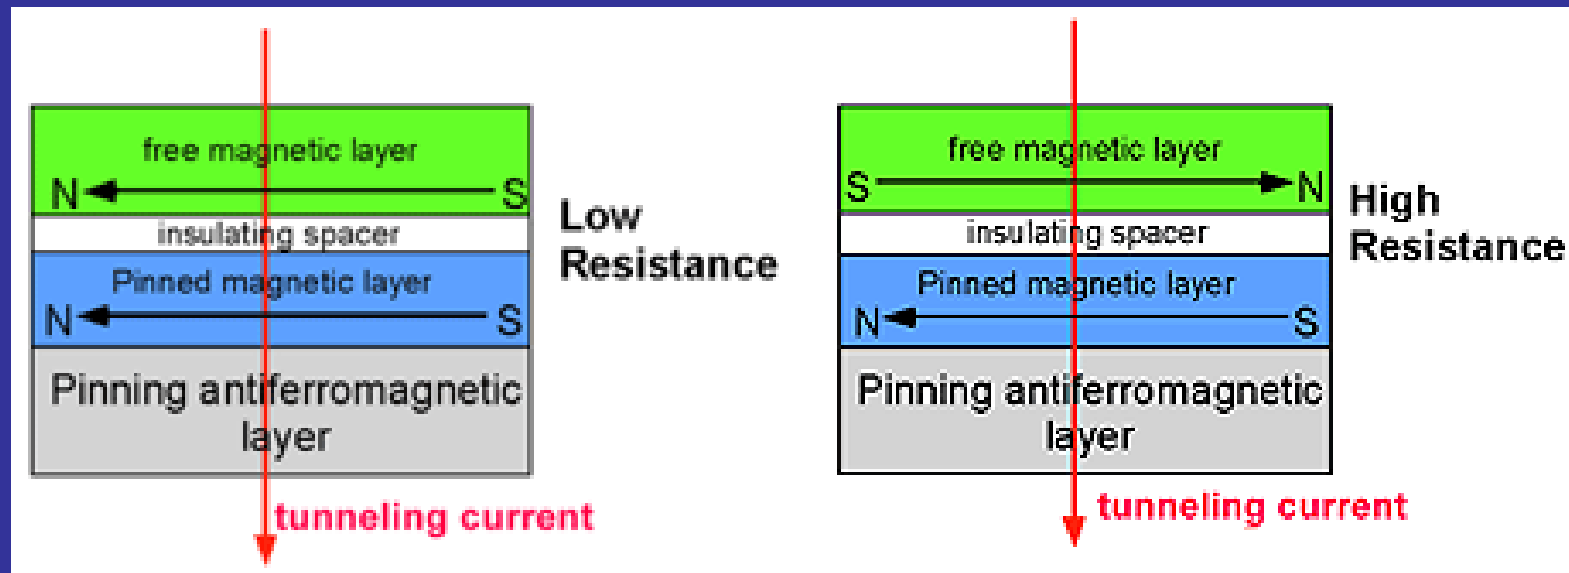 free magnetic layer
N S
insulating spacer
Pinned magnetic layer
N S
Pinning antiferromagnetic
layer
Low
Resistance
tunneling current
free magnetic layer
S N
insulating spacer
Pinned magnetic layer
N S
Pinning antiferromagnetic
layer
High
Resistance
tunneling current